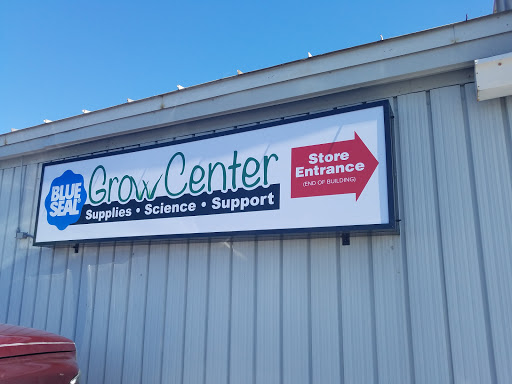 BLUE
SEAL
Grow Center
Supplies • Science • Support
Store
Entrance
(END OF BUILDING)